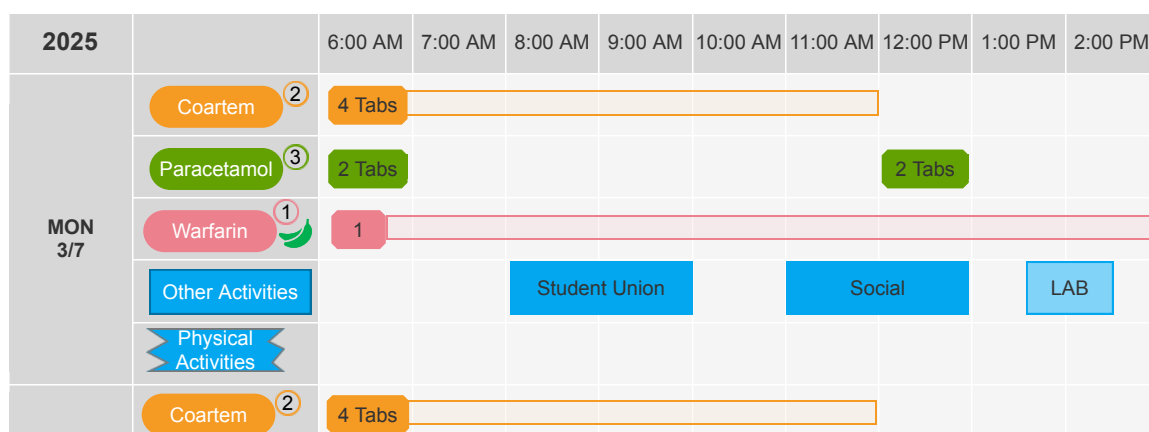 2025
6:00 AM 7:00 AM 8:00 AM 9:00 AM 10:00 AM 11:00 AM 12:00 PM 1:00 PM 2:00 PM
MON
3/7
Coartem 2 4 Tabs
Paracetamol 3 2 Tabs 2 Tabs
Warfarin 1 1
Other Activities Student Union Social LAB
Physical
Activities
Coartem 2 4 Tabs